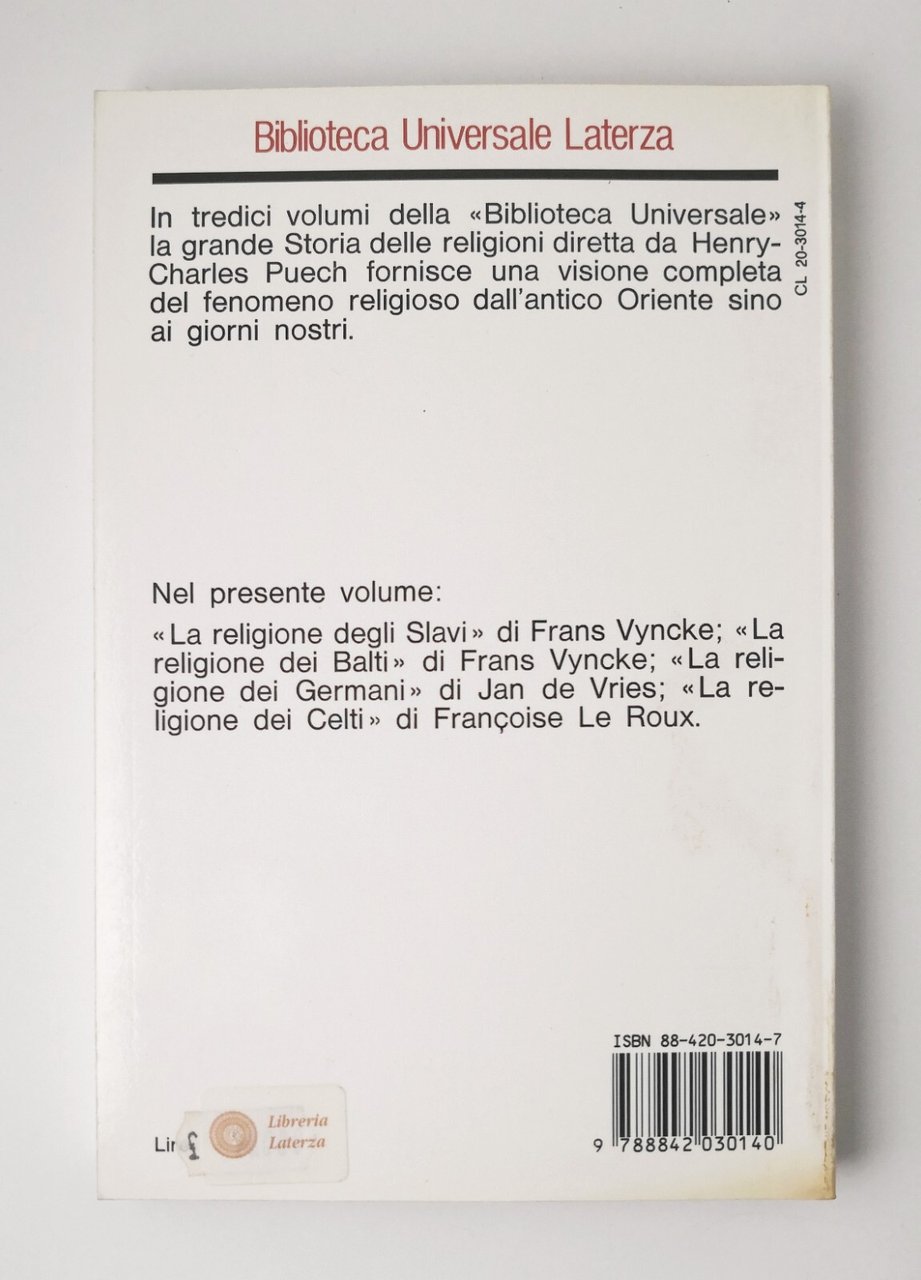 Biblioteca Universale Laterza
In tredici volumi della «Biblioteca Universale»
la grande Storia delle religioni diretta da Henry-
Charles Puech fornisce una visione completa
del fenomeno religioso dall'antico Oriente sino
ai giorni nostri.
CL 20-3014-4
Nel presente volume:
«La religione degli Slavi» di Frans Vyncke; «La
religione dei Balti» di Frans Vyncke; «La reli-
gione dei Germani» di Jan de Vries; «La re-
ligione dei Celti» di Françoise Le Roux.
ISBN 88-420-3014-7
9 788842 030140
Lir
£
Libreria
Laterza